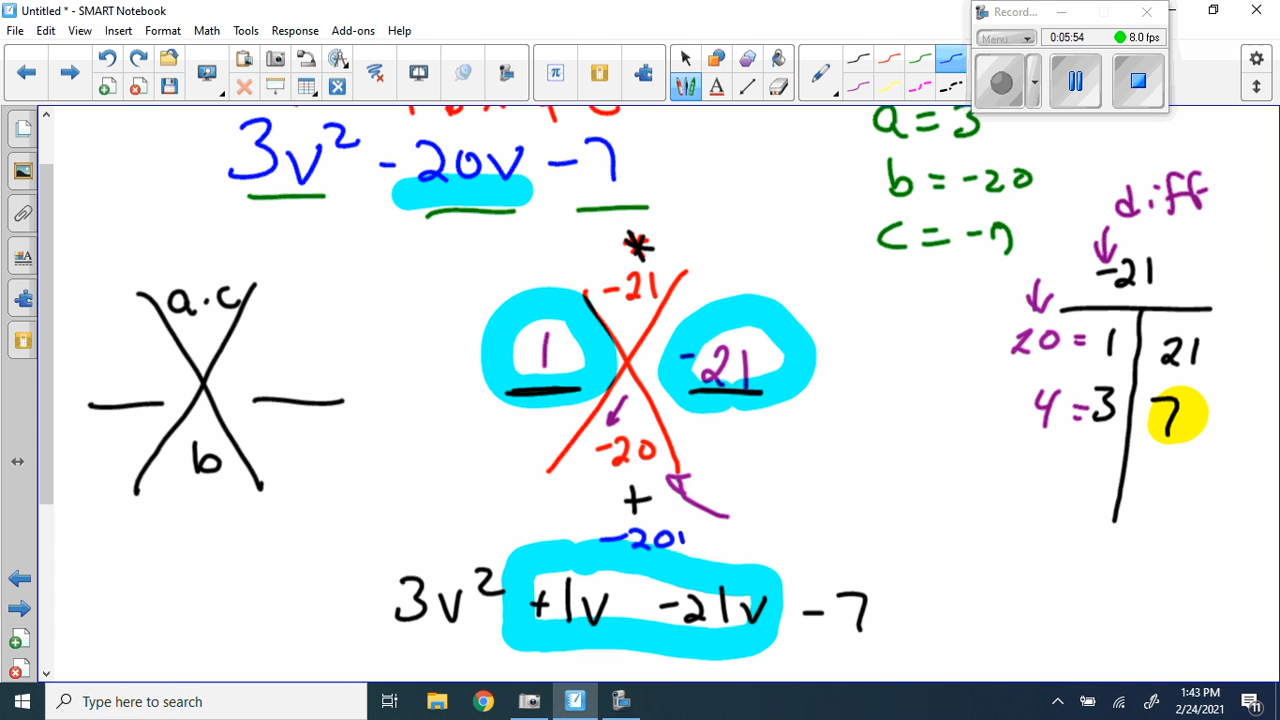 Untitled * - SMART Notebook
File Edit View Insert Format Math Tools Response Add-ons Help
Record...
Menu 0:05:54 8.0 fps
3v² - 20v - 7
a = 3
b = -20
c = -7
diff
-21
20 = 1 21
4 = 3 7
a·c
b
*
-21
1 -21
-20
+
-20
3v² +1v -21v - 7
Type here to search
1:43 PM
2/24/2021
11